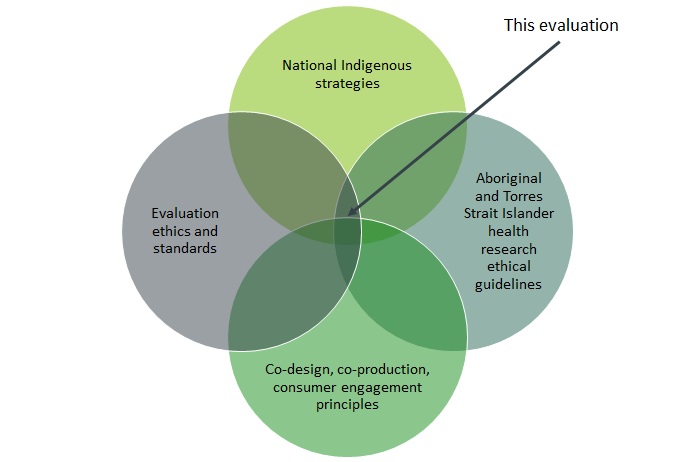 This evaluation
National Indigenous
strategies
Evaluation
ethics and
standards
Aboriginal
and Torres
Strait Islander
health
research
ethical
guidelines
Co-design, co-production,
consumer engagement
principles